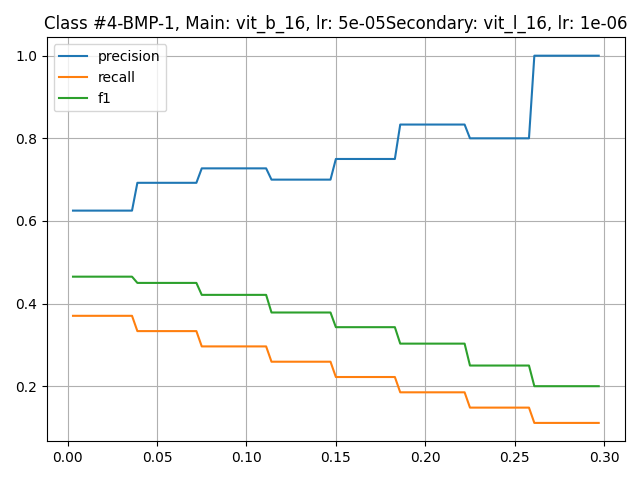 Class #4-BMP-1, Main: vit_b_16, lr: 5e-05Secondary: vit_l_16, lr: 1e-06
precision
recall
f1
1.0
0.8
0.6
0.4
0.2
0.00 0.05 0.10 0.15 0.20 0.25 0.30